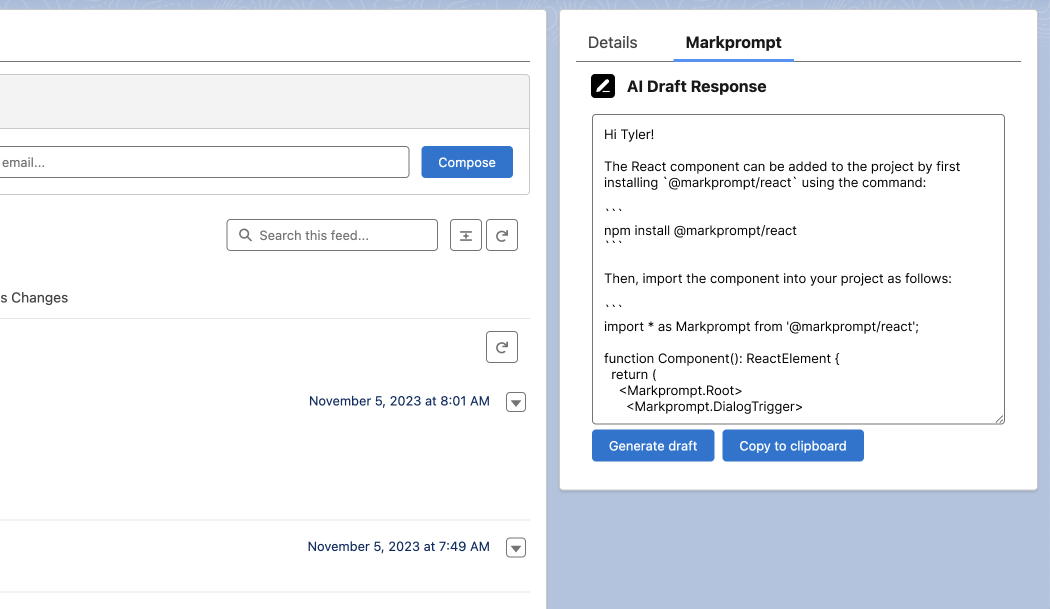 email...
Compose
Search this feed...
s Changes
November 5, 2023 at 8:01 AM
November 5, 2023 at 7:49 AM
Details
Markprompt
AI Draft Response
Hi Tyler!
The React component can be added to the project by first
installing `@markprompt/react` using the command:
```
npm install @markprompt/react
```
Then, import the component into your project as follows:
```
import * as Markprompt from '@markprompt/react';
function Component(): ReactElement {
return (
<Markprompt.Root>
<Markprompt.DialogTrigger>
Generate draft
Copy to clipboard